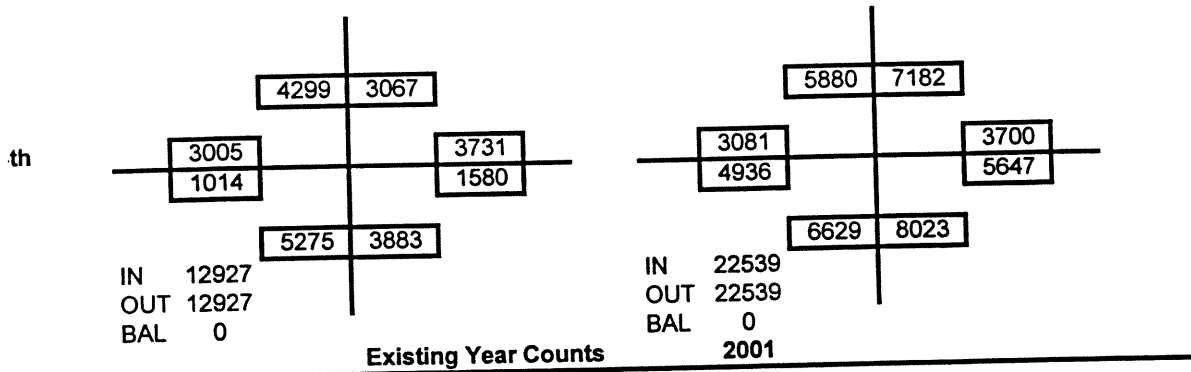 4299 3067 5880 7182
th 3005 3731 3081 3700
1014 1580 4936 5647
5275 3883 6629 8023
IN 12927 IN 22539
OUT 12927 OUT 22539
BAL 0 BAL 0
Existing Year Counts 2001